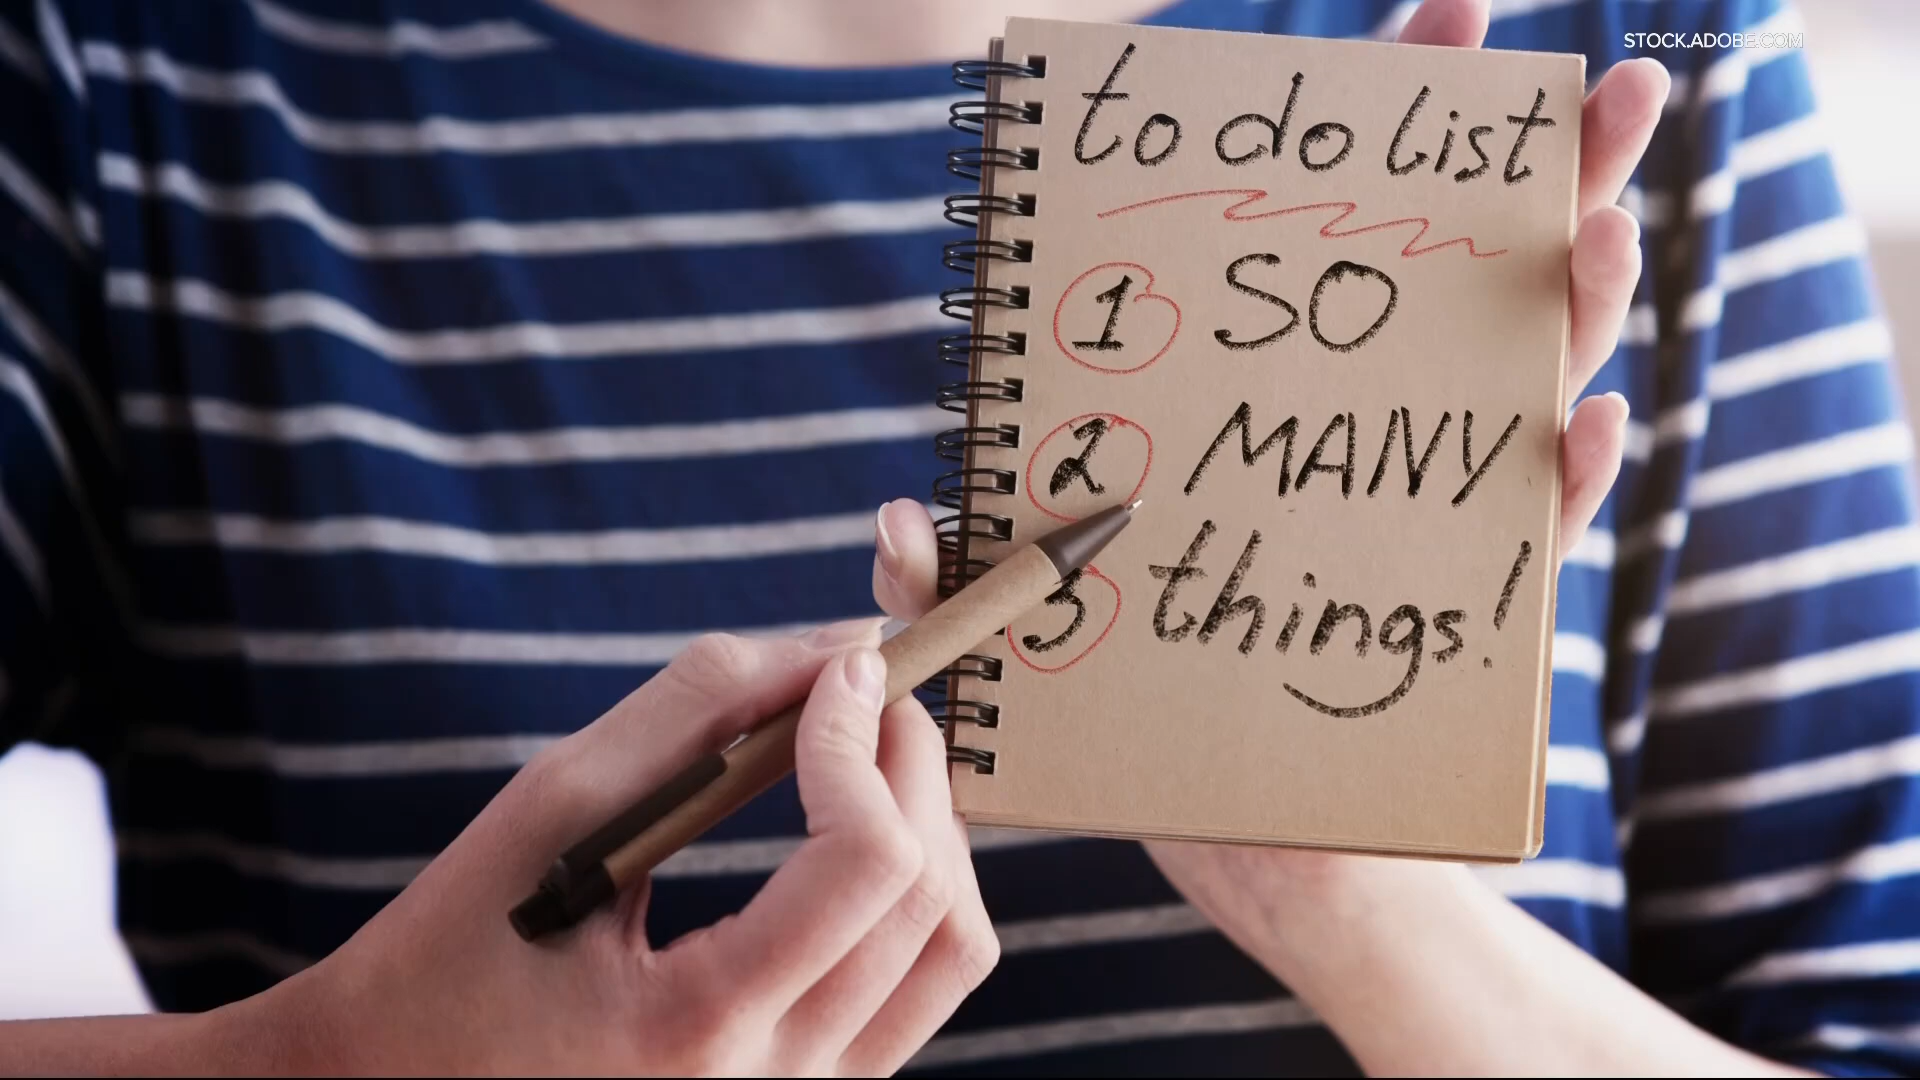 STOCK.ADOBE.COM
to do list
1 SO
2 MANY
3 things!